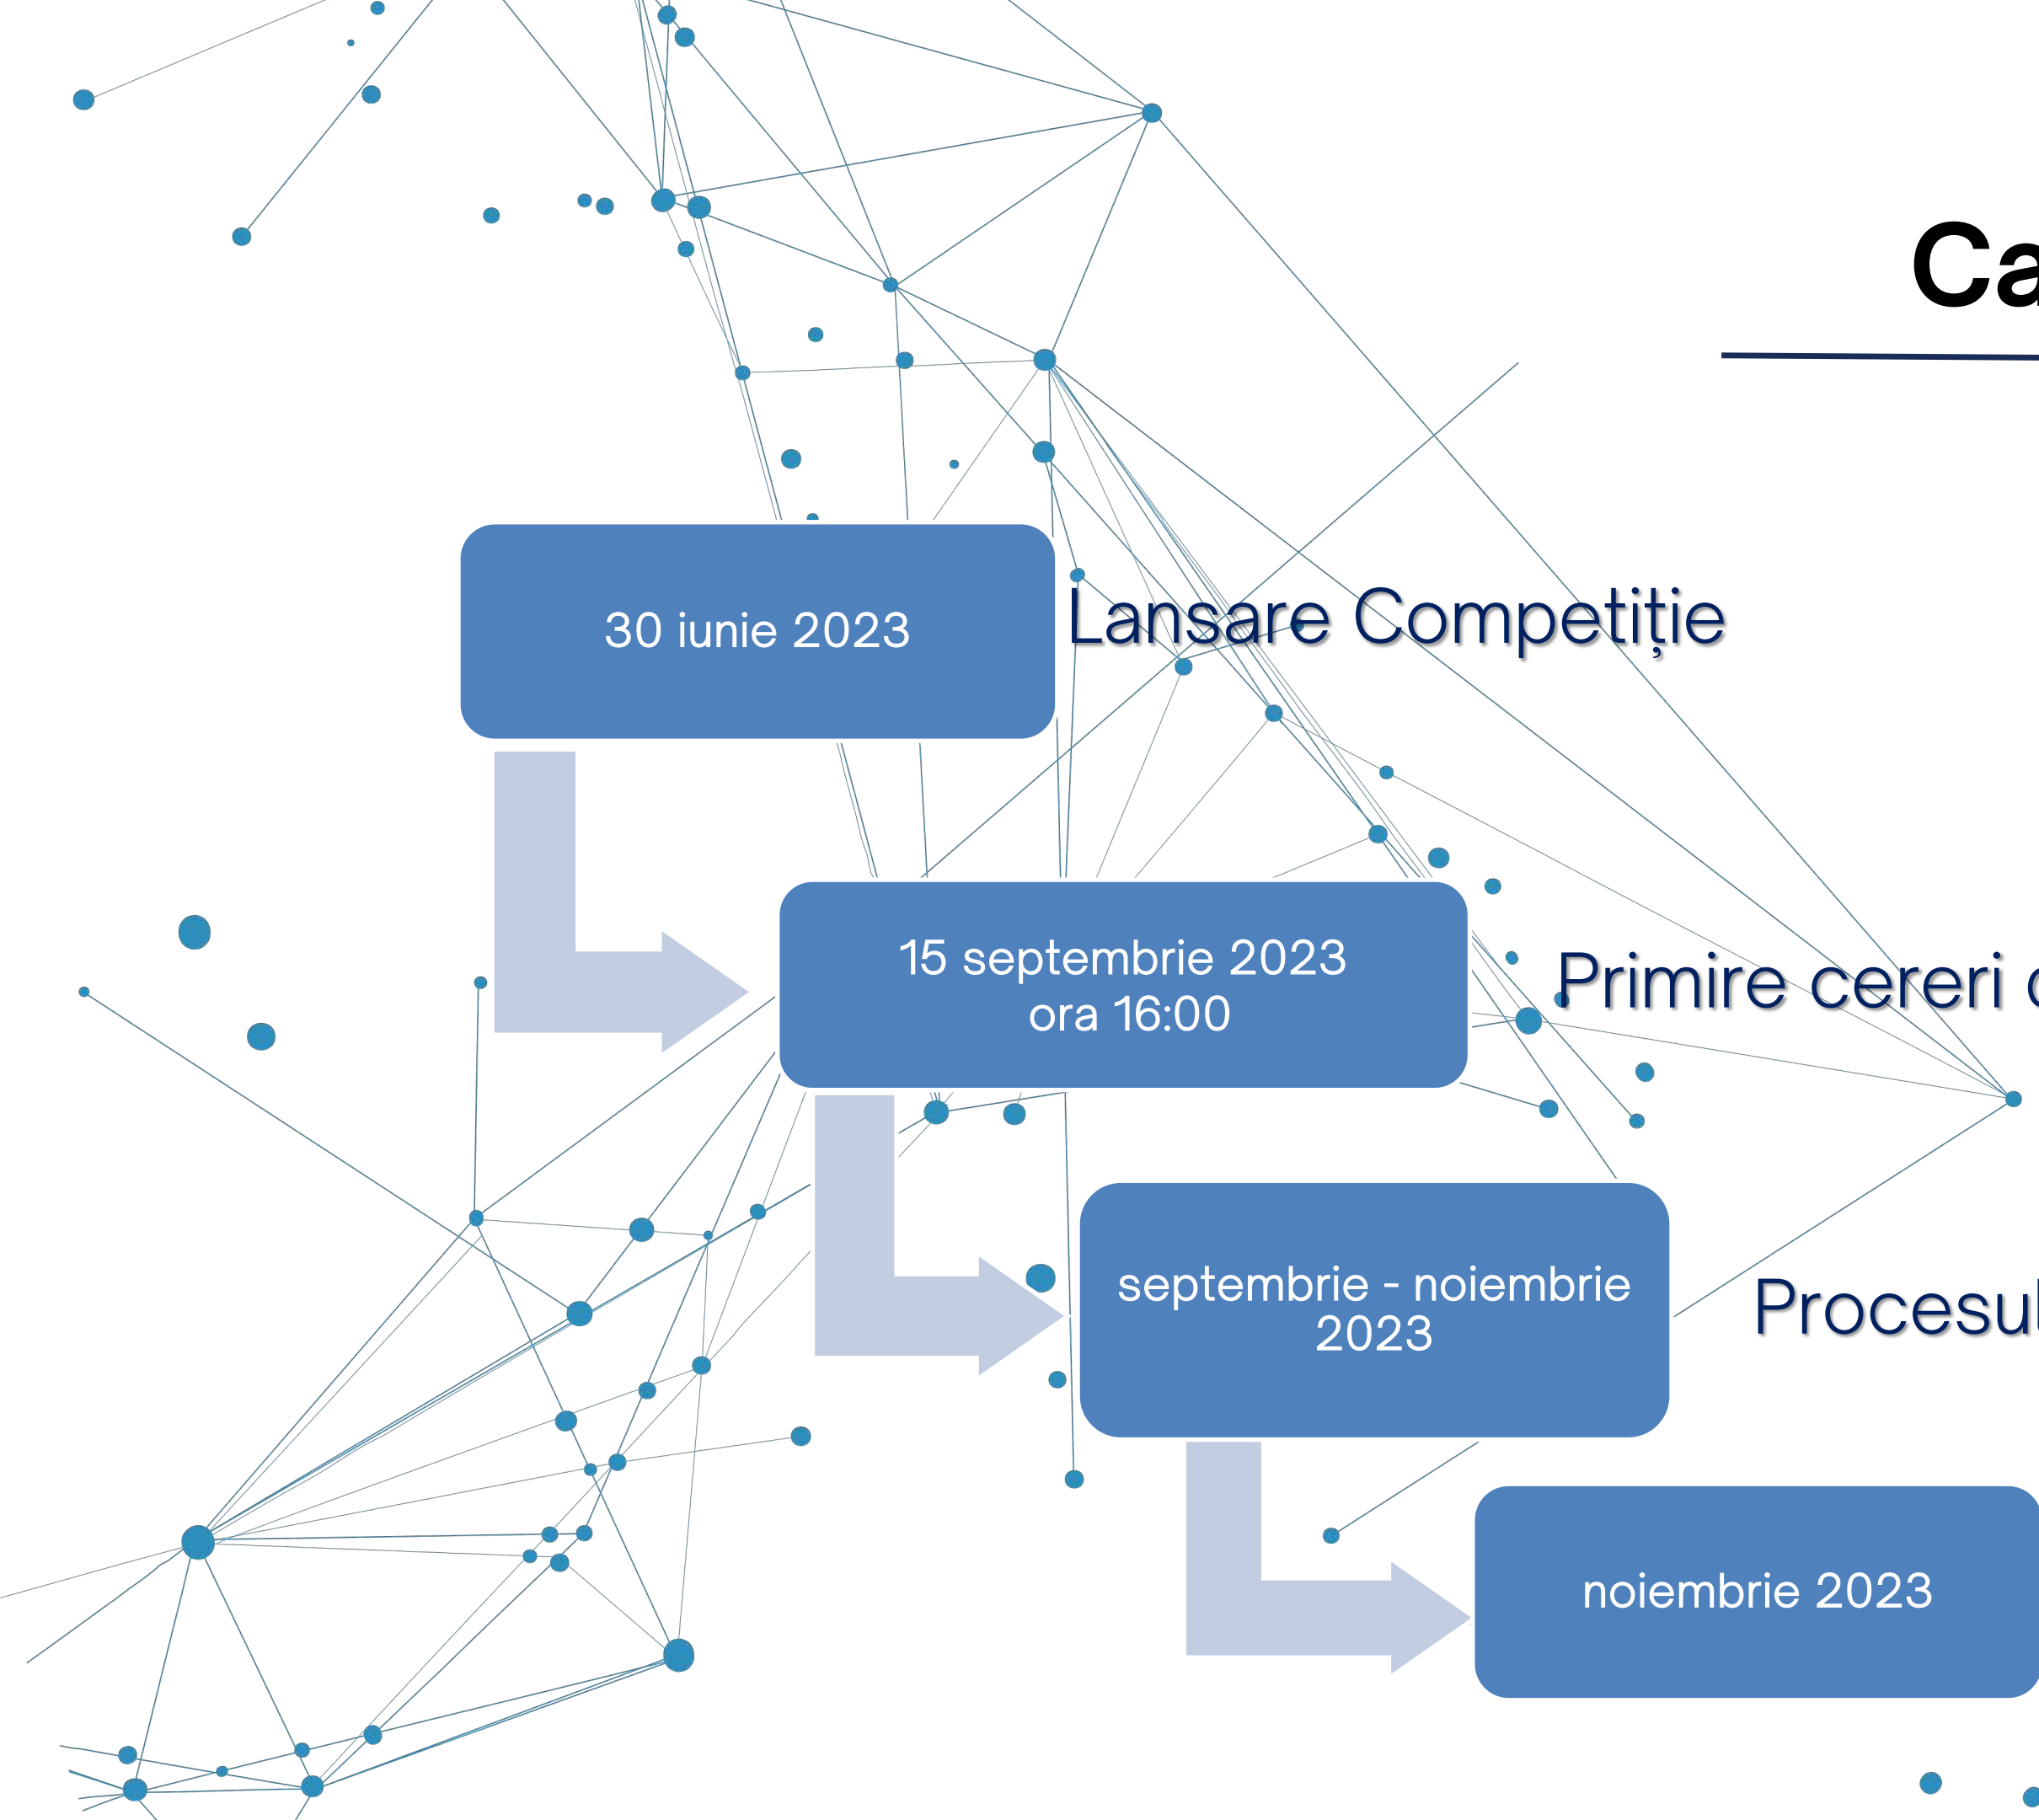 Ca
30 iunie 2023
Lansare Competiție
15 septembrie 2023
ora 16:00
Primire cereri
septembrie - noiembrie
2023
Procesul
noiembrie 2023